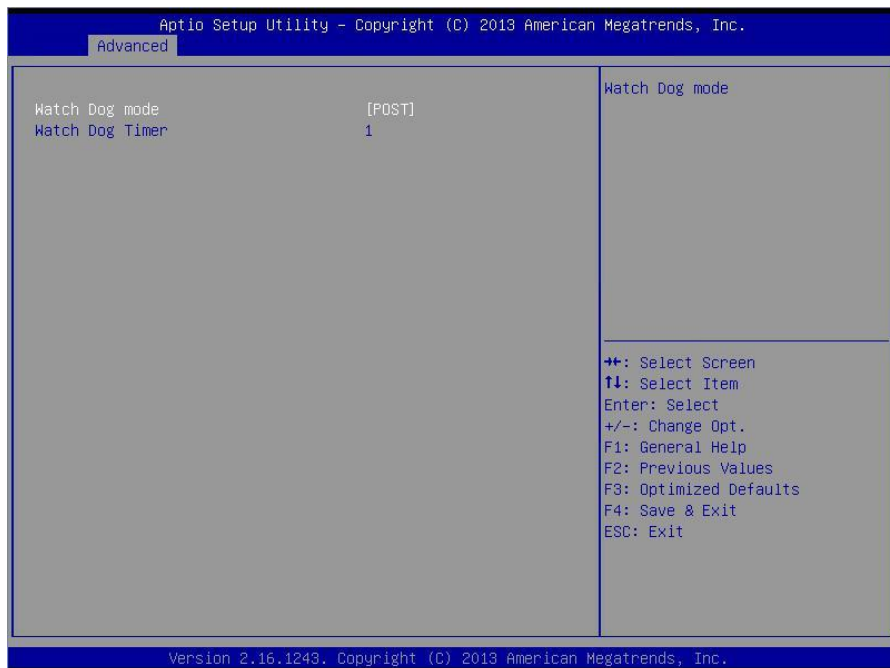 Aptio Setup Utility – Copyright (C) 2013 American Megatrends, Inc.
Advanced
Watch Dog mode [POST]
Watch Dog Timer 1
Watch Dog mode
→←: Select Screen
↑↓: Select Item
Enter: Select
+/-: Change Opt.
F1: General Help
F2: Previous Values
F3: Optimized Defaults
F4: Save & Exit
ESC: Exit
Version 2.16.1243. Copyright (C) 2013 American Megatrends, Inc.